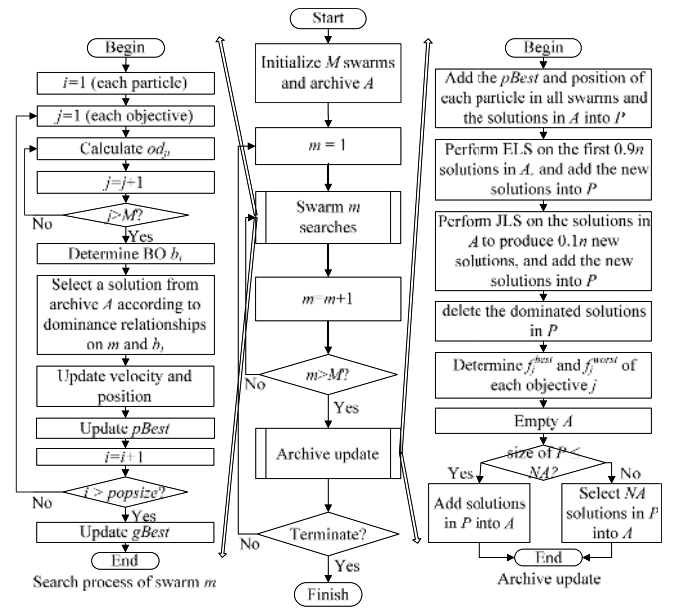 Begin
i=1 (each particle)
j=1 (each objective)
Calculate od_ji
j=j+1
j>M?
No
Yes
Determine BO b_i
Select a solution from
archive A according to
dominance relationships
on m and b_i
Update velocity and
position
Update pBest
i=i+1
i > popsize?
No
Yes
Update gBest
End
Search process of swarm m
Start
Initialize M swarms
and archive A
m = 1
Swarm m
searches
m=m+1
m>M?
No
Yes
Archive update
Terminate?
No
Yes
Finish
Begin
Add the pBest and position of
each particle in all swarms and
the solutions in A into P
Perform ELS on the first 0.9n
solutions in A, and add the new
solutions into P
Perform JLS on the solutions in
A to produce 0.1n new
solutions, and add the new
solutions into P
delete the dominated solutions
in P
Determine f_j^best and f_j^worst of
each objective j
Empty A
size of P <
NA?
Yes
No
Add solutions
in P into A
Select NA
solutions in P
into A
End
Archive update